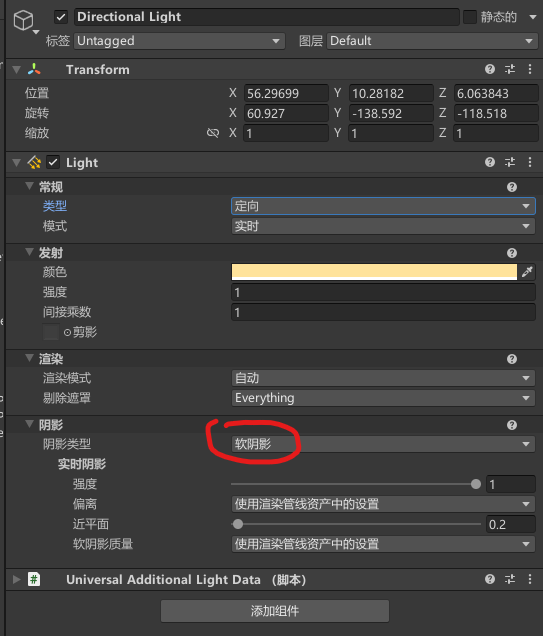 Directional Light 静态的
标签 Untagged 图层 Default
Transform
位置 X 56.29699 Y 10.28182 Z 6.063843
旋转 X 60.927 Y -138.592 Z -118.518
缩放 X 1 Y 1 Z 1
Light
常规
类型 定向
模式 实时
发射
颜色
强度 1
间接乘数 1
剪影
渲染
渲染模式 自动
剔除遮罩 Everything
阴影
阴影类型 软阴影
实时阴影
强度 1
偏离 使用渲染管线资产中的设置
近平面 0.2
软阴影质量 使用渲染管线资产中的设置
# Universal Additional Light Data （脚本）
添加组件